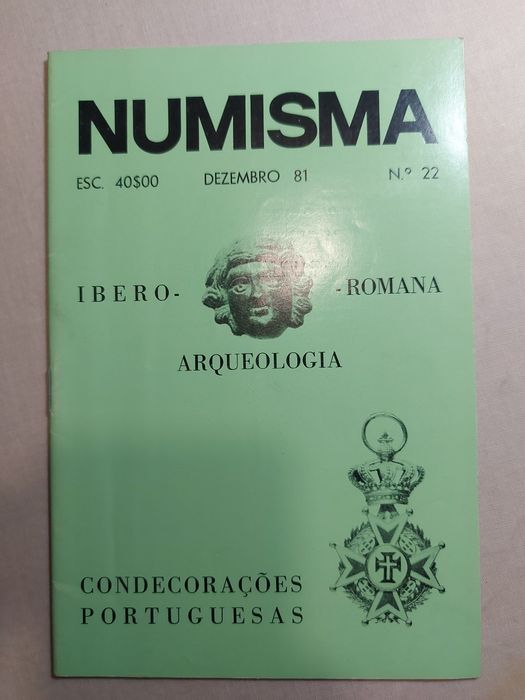 NUMISMA
ESC. 40$00 DEZEMBRO 81 N.º 22
IBERO- -ROMANA
ARQUEOLOGIA
CONDECORAÇÕES
PORTUGUESAS